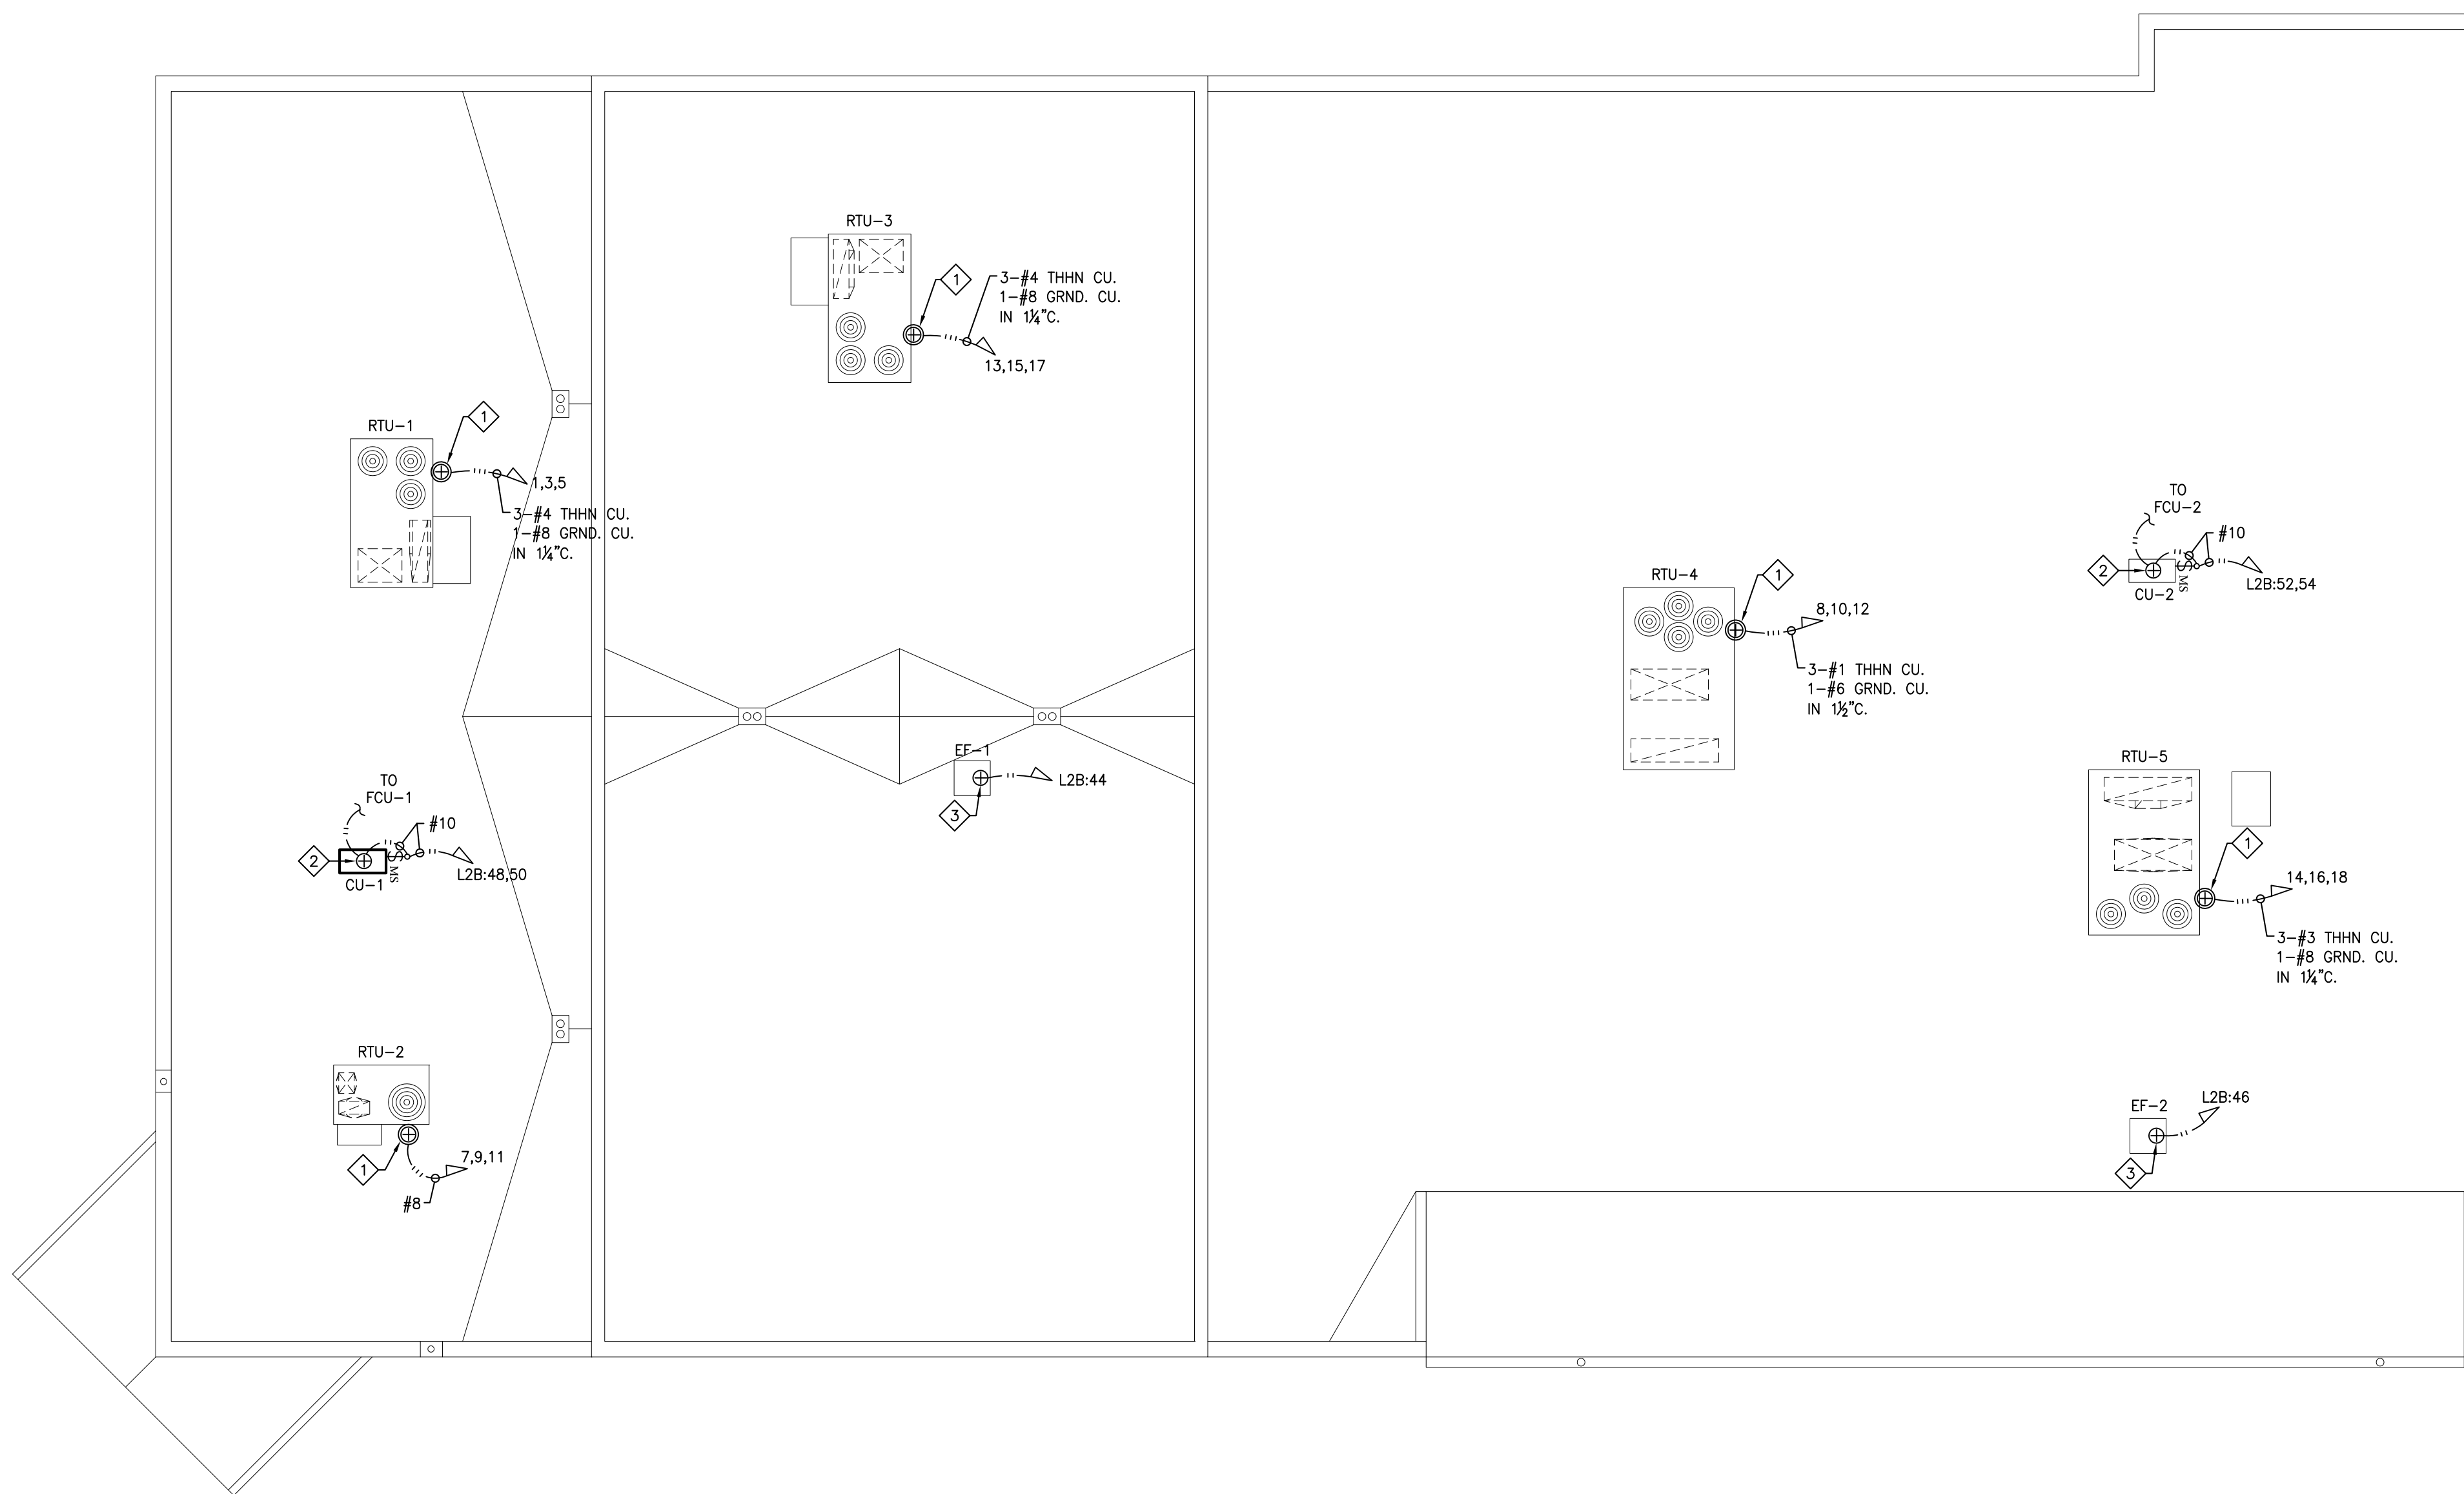 RTU-3
1
3-#4 THHN CU.
1-#8 GRND. CU.
IN 1¼"C.
13,15,17
RTU-1
1
1,3,5
3-#4 THHN CU.
1-#8 GRND. CU.
IN 1¼"C.
TO
FCU-2
#10
2
CU-2
MS
L2B:52,54
RTU-4
1
8,10,12
3-#1 THHN CU.
1-#6 GRND. CU.
IN 1½"C.
EF-1
L2B:44
3
TO
FCU-1
#10
2
CU-1
MS
L2B:48,50
RTU-5
1
14,16,18
3-#3 THHN CU.
1-#8 GRND. CU.
IN 1¼"C.
RTU-2
1
7,9,11
#8
EF-2
L2B:46
3